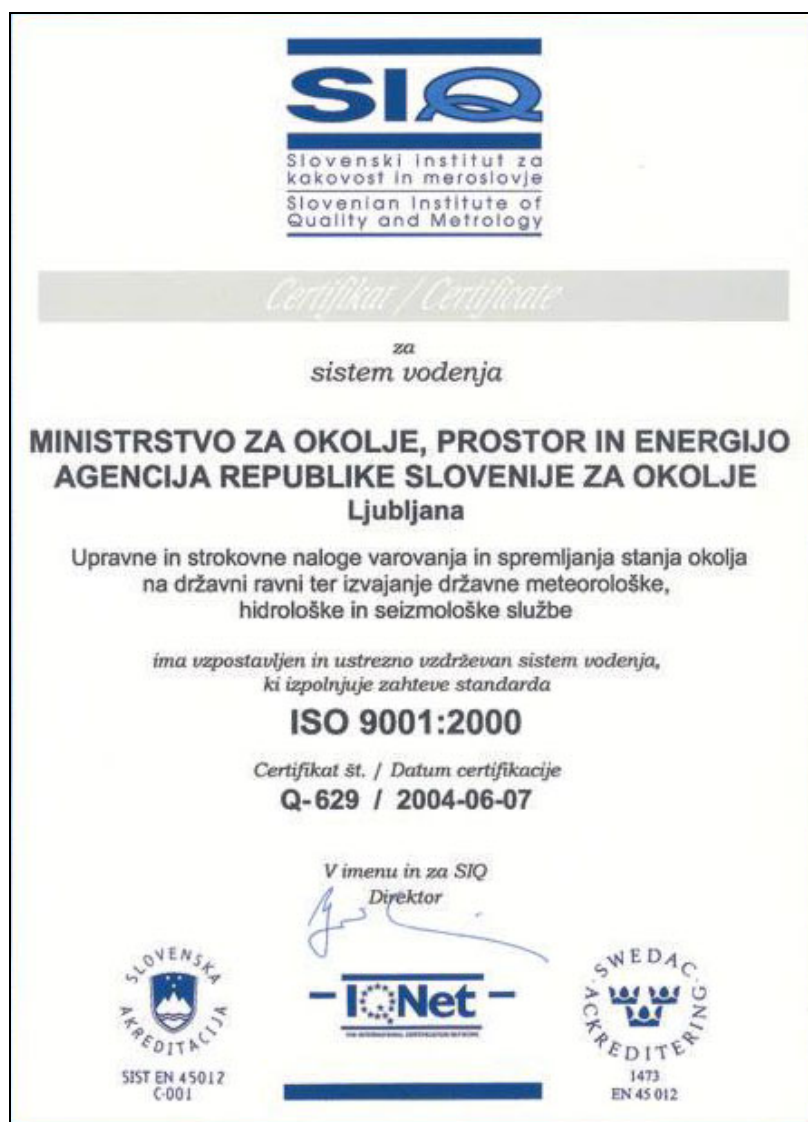 SIQ
Slovenski institut za
kakovost in meroslovje
Slovenian Institute of
Quality and Metrology
Certifikat / Certificate
za
sistem vodenja
MINISTRSTVO ZA OKOLJE, PROSTOR IN ENERGIJO
AGENCIJA REPUBLIKE SLOVENIJE ZA OKOLJE
Ljubljana
Upravne in strokovne naloge varovanja in spremljanja stanja okolja
na državni ravni ter izvajanje državne meteorološke,
hidrološke in seizmološke službe
ima vzpostavljen in ustrezno vzdrževan sistem vodenja,
ki izpolnjuje zahteve standarda
ISO 9001:2000
Certifikat št. / Datum certifikacije
Q-629 / 2004-06-07
V imenu in za SIQ
Direktor
SLOVENSKA
AKREDITACIJA
SIST EN 45012
C-001
IQNet
THE INTERNATIONAL CERTIFICATION NETWORK
SWEDAC
ACKREDITERING
1473
EN 45 012